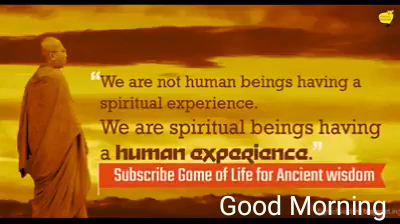 “We are not human beings having a
spiritual experience.
We are spiritual beings having
a human experience.”
Subscribe Game of Life for Ancient wisdom
Good Morning